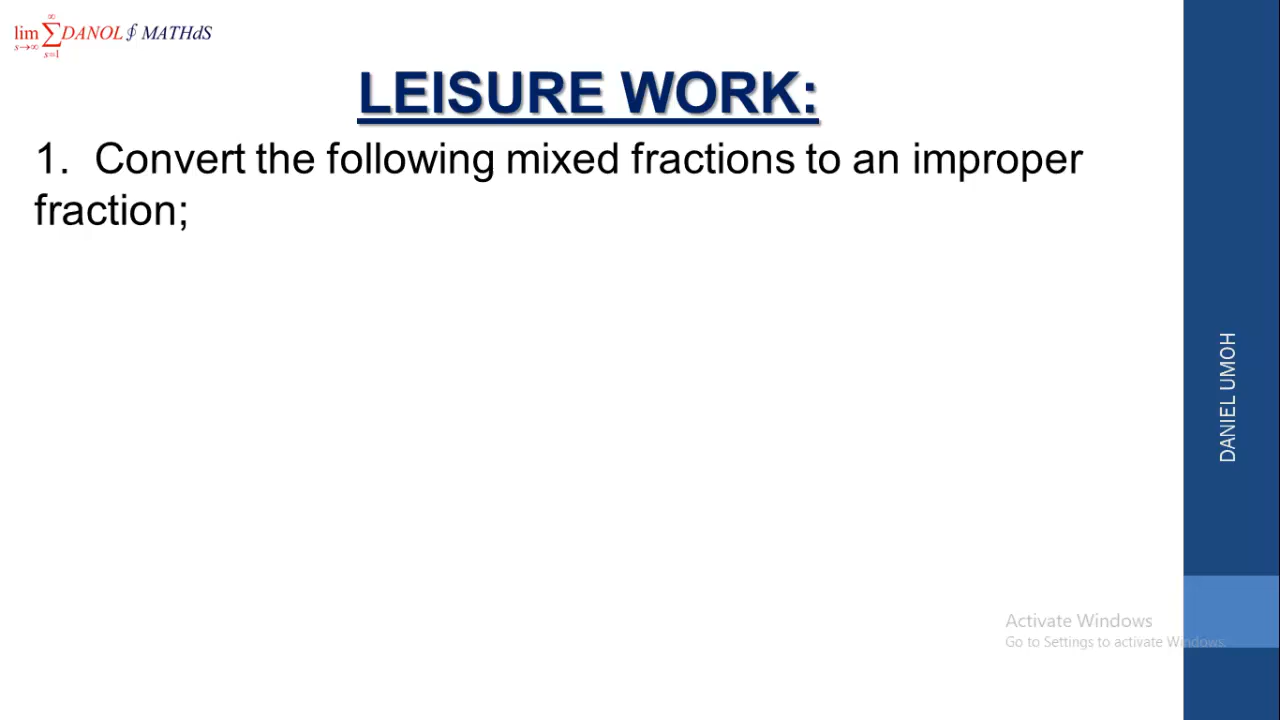 lim ∑ DANOL ∮ MATHdS
s→∞ s=1 ∞
LEISURE WORK:
1. Convert the following mixed fractions to an improper
fraction;
DANIEL UMOH
Activate Windows
Go to Settings to activate Windows.